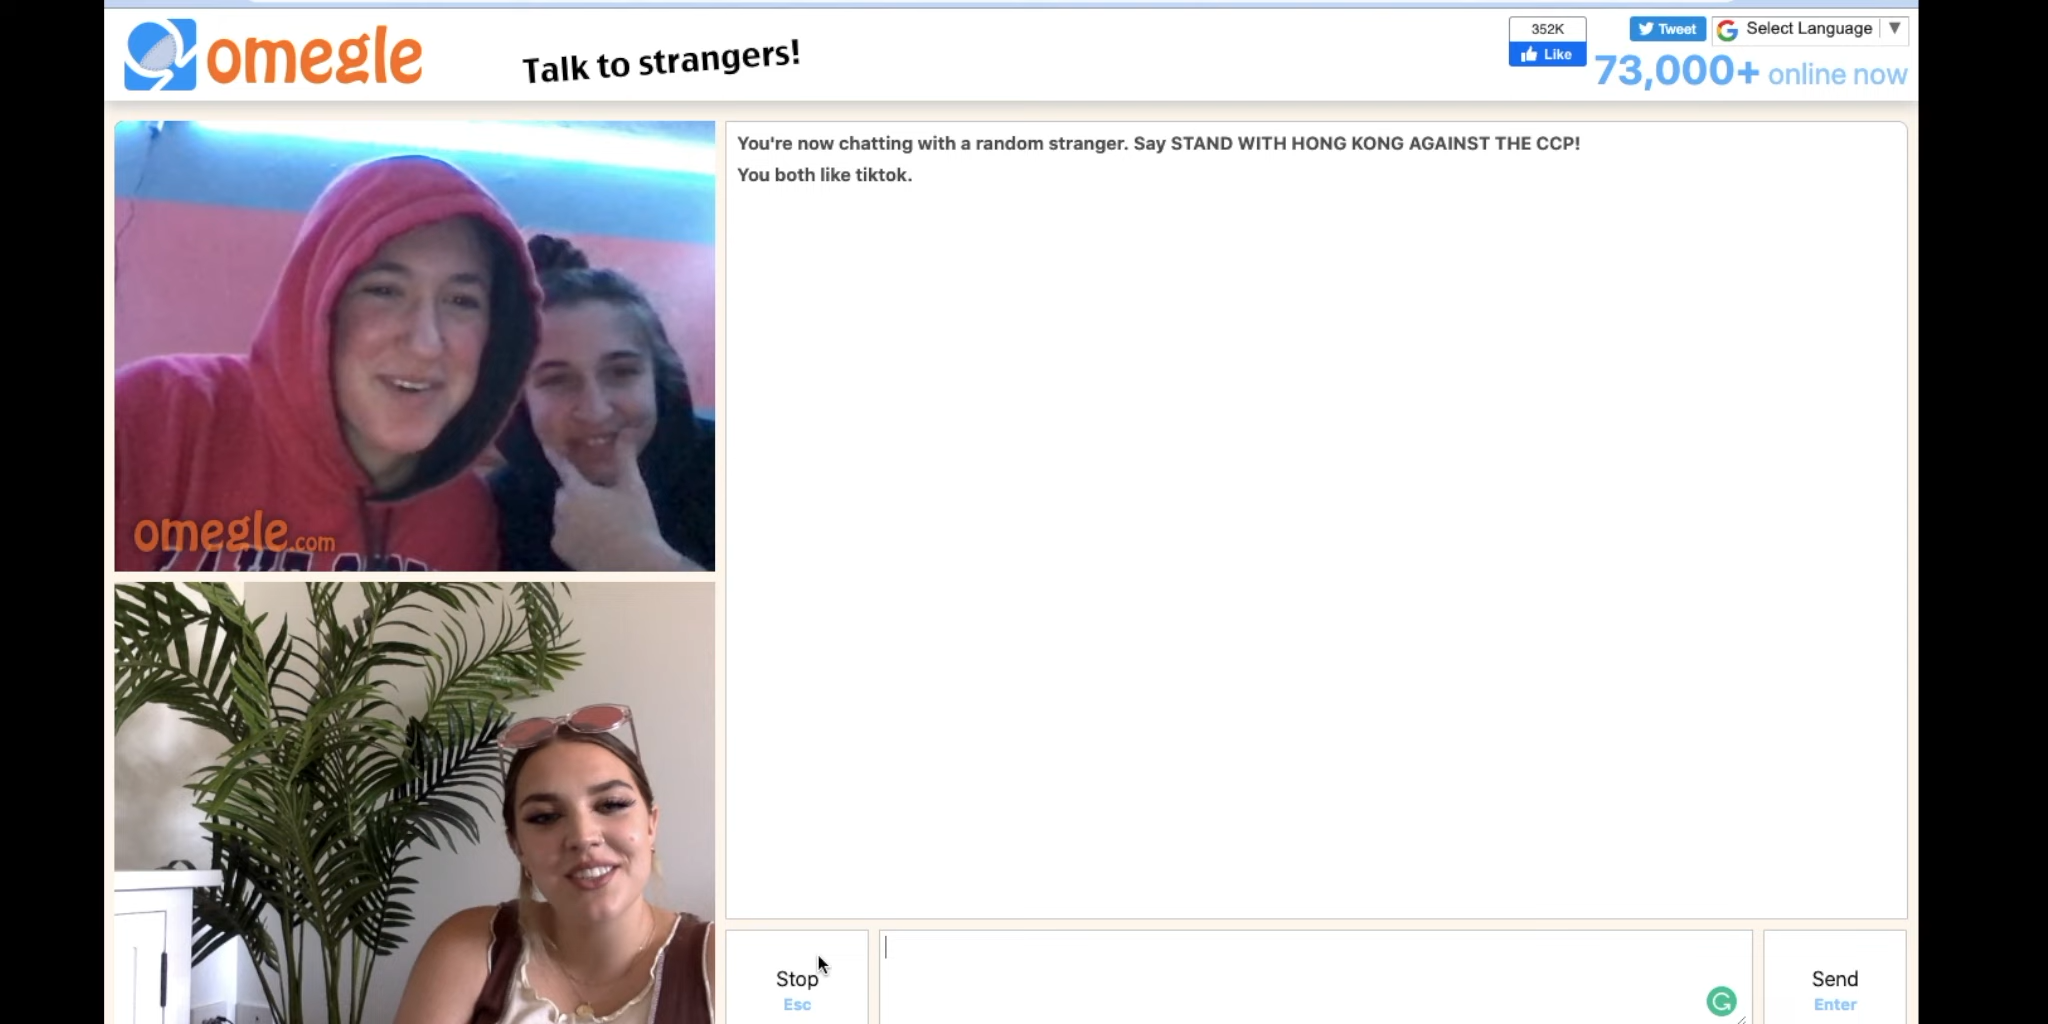 omegle
Talk to strangers!
352K
Like
Tweet
Select Language
73,000+ online now
You're now chatting with a random stranger. Say STAND WITH HONG KONG AGAINST THE CCP!
You both like tiktok.
omegle.com
Stop
Esc
Send
Enter